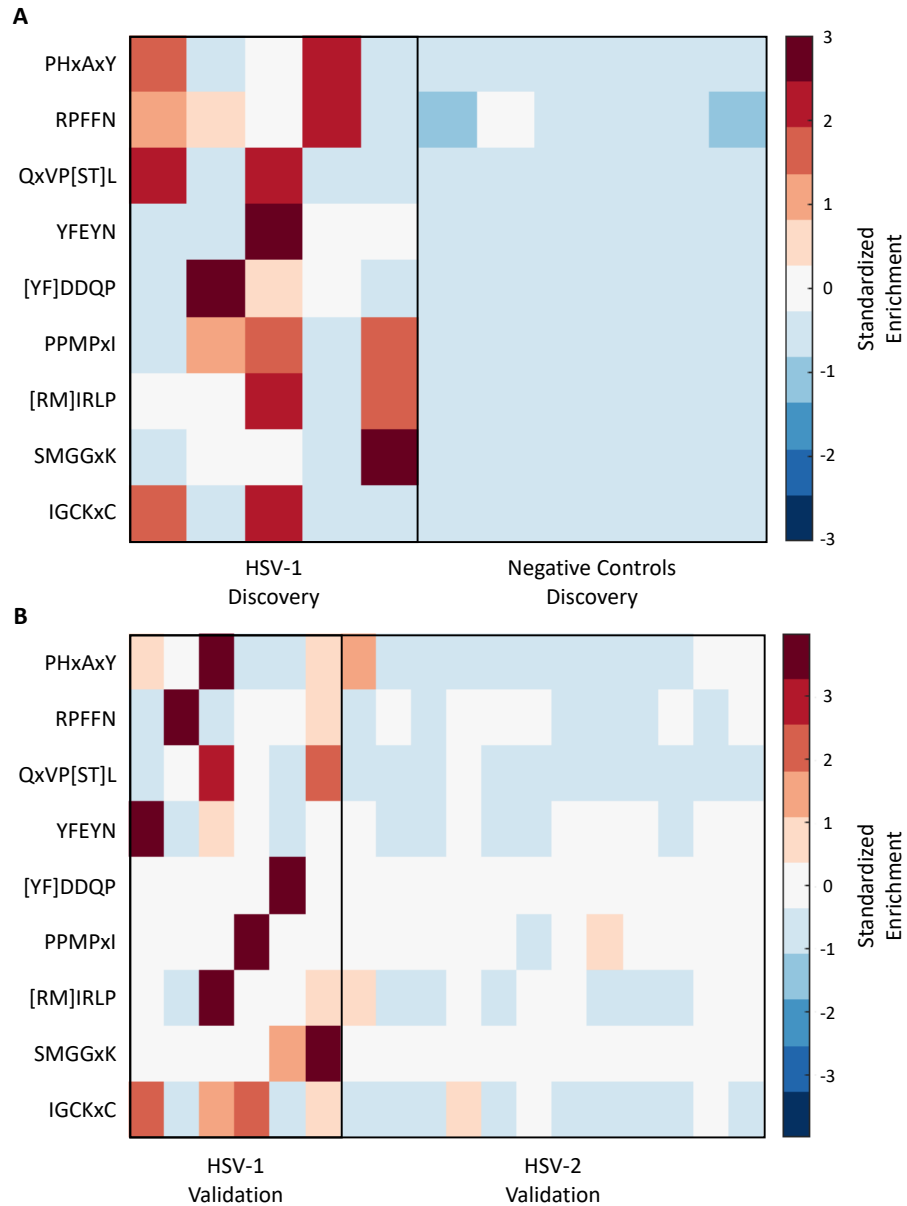 A
PHxAxY
RPFFN
QxVP[ST]L
YFEYN
[YF]DDQP
PPMPxI
[RM]IRLP
SMGGxK
IGCKxC
HSV-1
Discovery
Negative Controls
Discovery
3
2
1
0
-1
-2
-3
Standardized
Enrichment
B
PHxAxY
RPFFN
QxVP[ST]L
YFEYN
[YF]DDQP
PPMPxI
[RM]IRLP
SMGGxK
IGCKxC
HSV-1
Validation
HSV-2
Validation
3
2
1
0
-1
-2
-3
Standardized
Enrichment